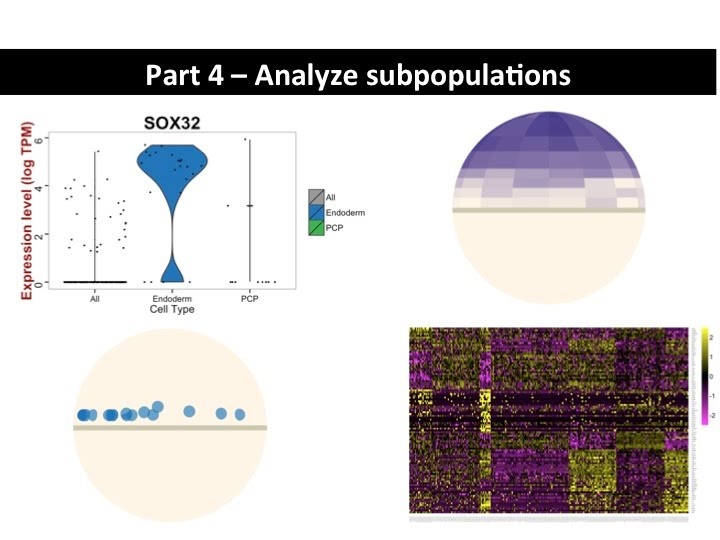 Part 4 – Analyze subpopulations
SOX32
Expression level (log TPM)
6
4
2
0
All
Endoderm
PCP
Cell Type
All
Endoderm
PCP
2
1
0
-1
-2